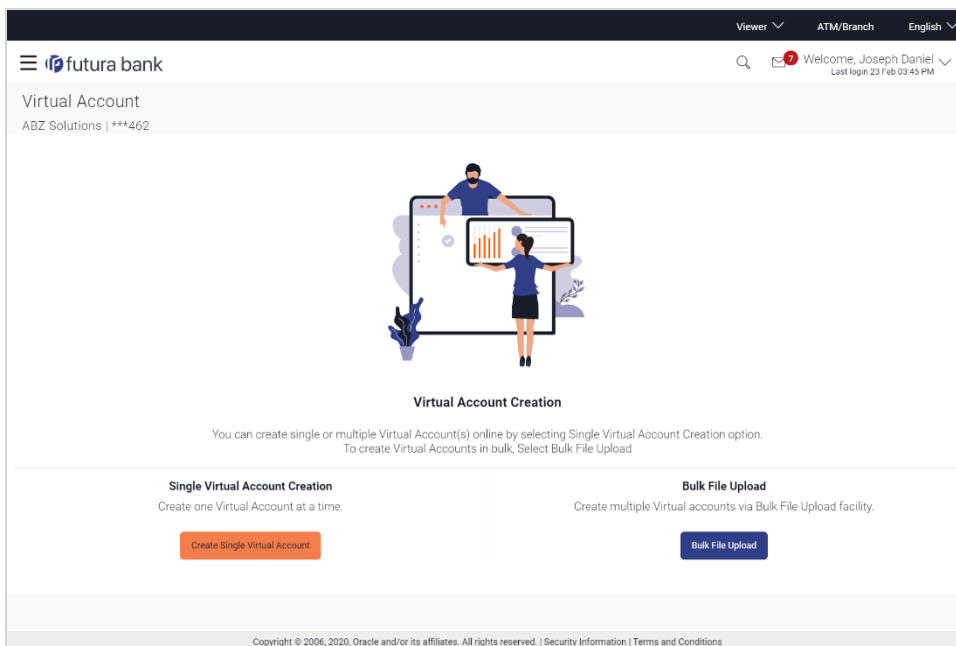 Viewer ATM/Branch English
futura bank 7 Welcome, Joseph Daniel
Last login 23 Feb 03:45 PM
Virtual Account
ABZ Solutions | ***462
Virtual Account Creation
You can create single or multiple Virtual Account(s) online by selecting Single Virtual Account Creation option.
To create Virtual Accounts in bulk, Select Bulk File Upload
Single Virtual Account Creation
Create one Virtual Account at a time.
Create Single Virtual Account
Bulk File Upload
Create multiple Virtual accounts via Bulk File Upload facility.
Bulk File Upload
Copyright © 2006, 2020, Oracle and/or its affiliates. All rights reserved. | Security Information | Terms and Conditions